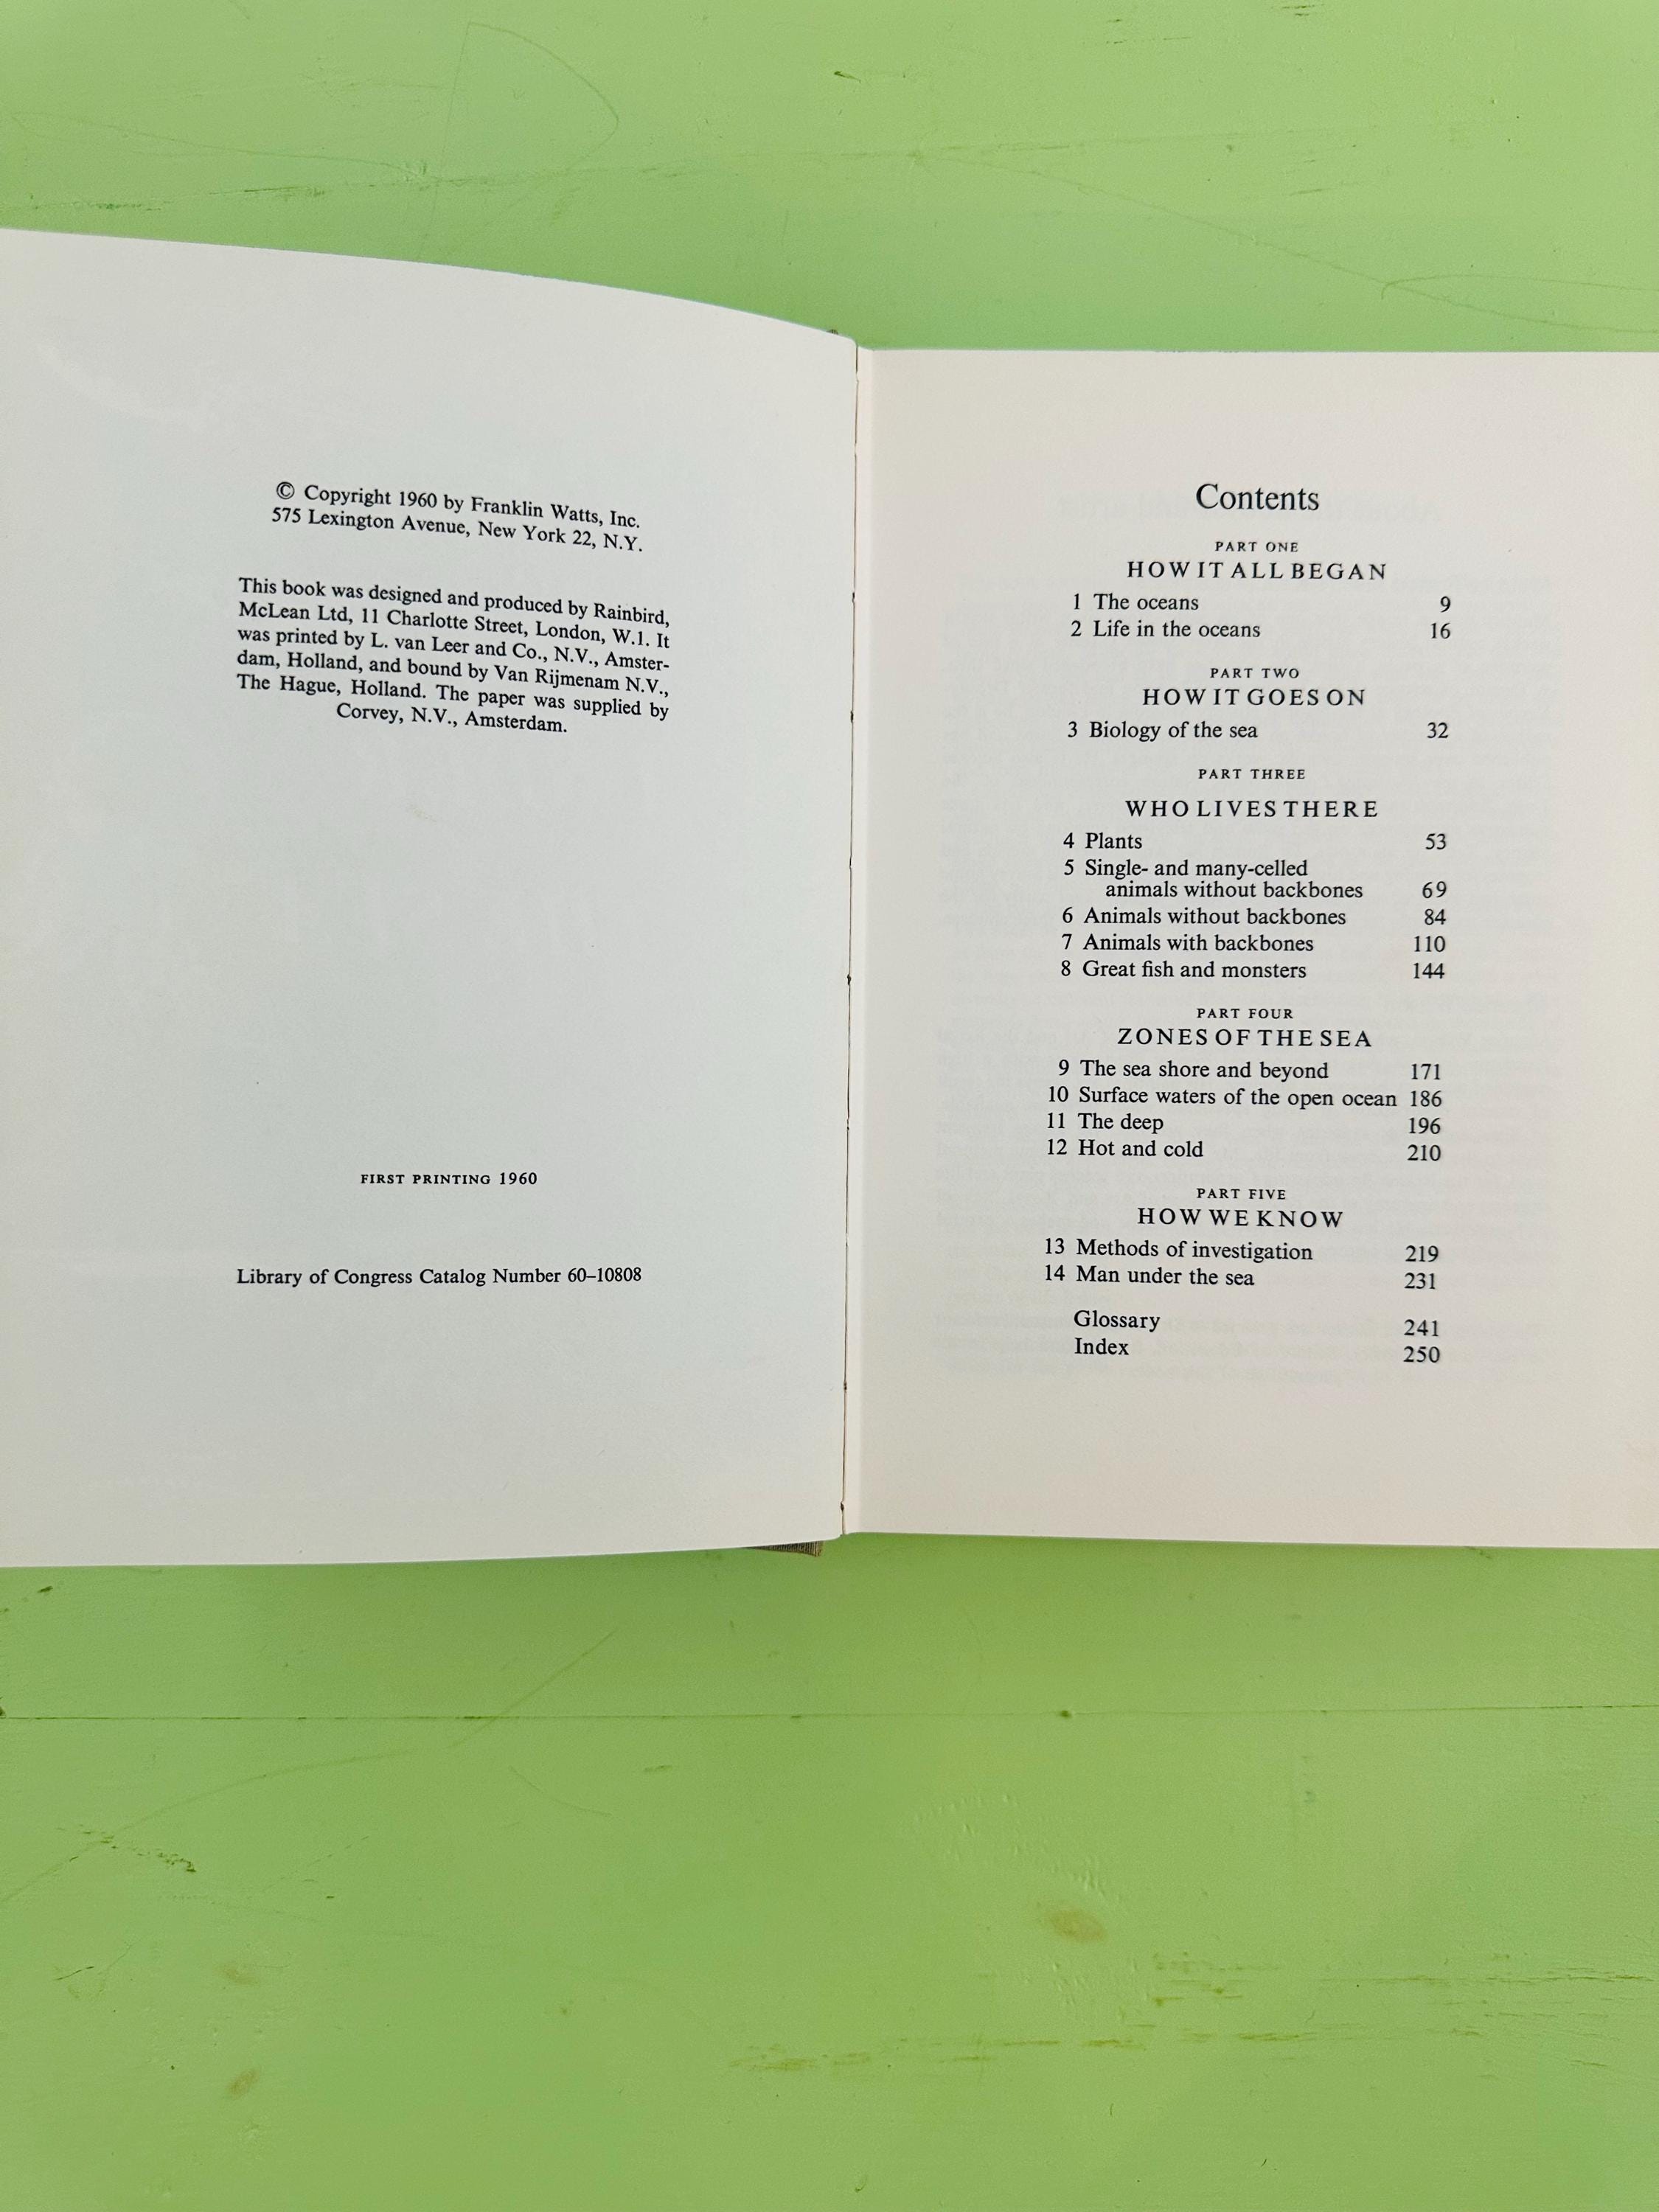 © Copyright 1960 by Franklin Watts, Inc.
575 Lexington Avenue, New York 22, N.Y.
This book was designed and produced by Rainbird,
McLean Ltd, 11 Charlotte Street, London, W.1. It
was printed by L. van Leer and Co., N.V., Amster-
dam, Holland, and bound by Van Rijmenam N.V.,
The Hague, Holland. The paper was supplied by
Corvey, N.V., Amsterdam.
FIRST PRINTING 1960
Library of Congress Catalog Number 60–10808
Contents
PART ONE
HOW IT ALL BEGAN
1 The oceans 9
2 Life in the oceans 16
PART TWO
HOW IT GOES ON
3 Biology of the sea 32
PART THREE
WHO LIVES THERE
4 Plants 53
5 Single- and many-celled
animals without backbones 69
6 Animals without backbones 84
7 Animals with backbones 110
8 Great fish and monsters 144
PART FOUR
ZONES OF THE SEA
9 The sea shore and beyond 171
10 Surface waters of the open ocean 186
11 The deep 196
12 Hot and cold 210
PART FIVE
HOW WE KNOW
13 Methods of investigation 219
14 Man under the sea 231
Glossary 241
Index 250